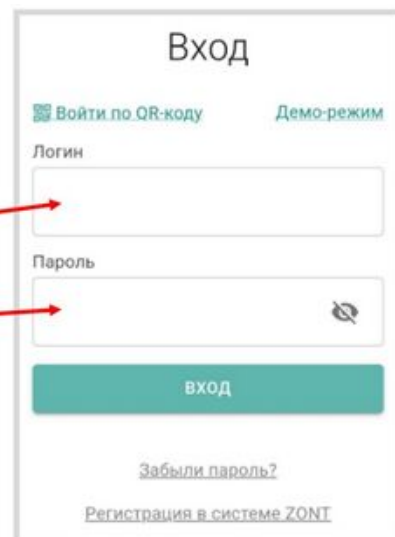 Вход
Войти по QR-коду Демо-режим
Логин
Пароль
ВХОД
Забыли пароль?
Регистрация в системе ZONT